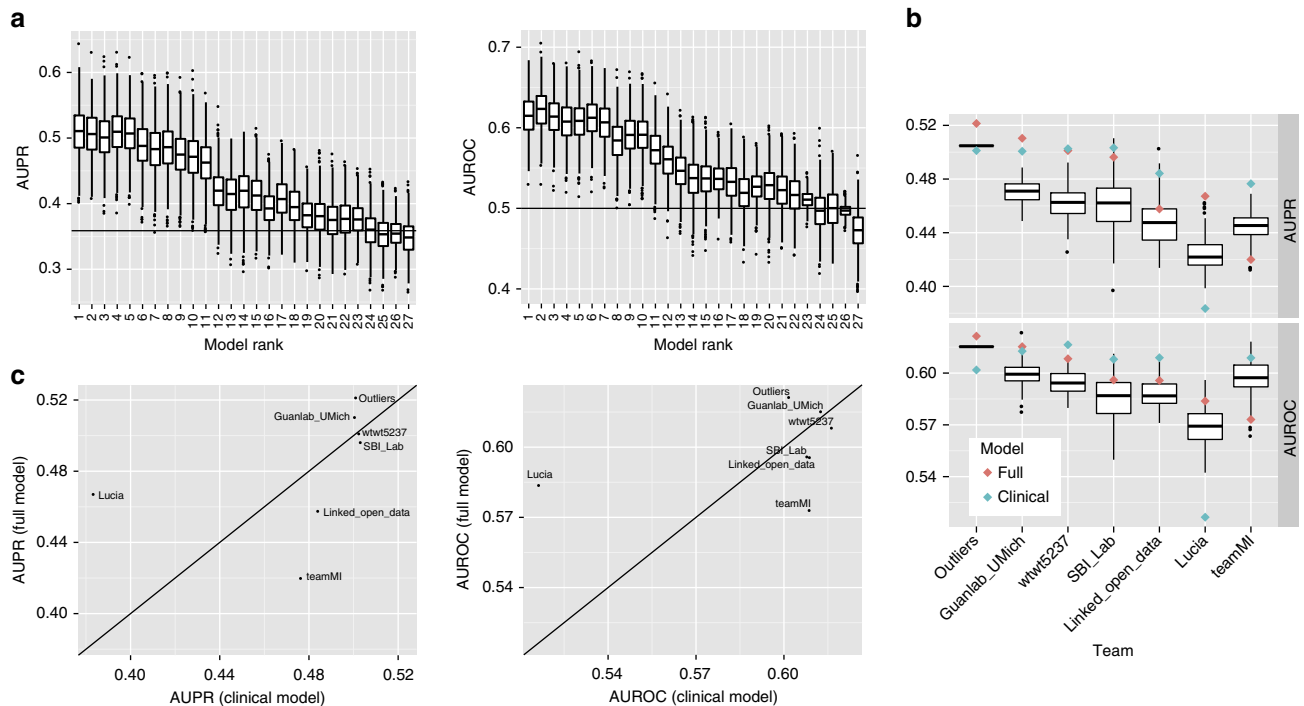 a
AUPR
0.6
0.5
0.4
0.3
1 2 3 4 5 6 7 8 9 10 11 12 13 14 15 16 17 18 19 20 21 22 23 24 25 26 27
Model rank
AUROC
0.7
0.6
0.5
0.4
1 2 3 4 5 6 7 8 9 10 11 12 13 14 15 16 17 18 19 20 21 22 23 24 25 26 27
Model rank
b
0.52
0.48
0.44
0.40
AUPR
0.60
0.57
0.54
AUROC
Model
Full
Clinical
Outliers
Guanlab_UMich
wtwt5237
SBI_Lab
Linked_open_data
Lucia
teamMI
Team
c
AUPR (full model)
0.52
0.48
0.44
0.40
Outliers
Guanlab_UMich
wtwt5237
SBI_Lab
Lucia
Linked_open_data
teamMI
0.40 0.44 0.48 0.52
AUPR (clinical model)
AUROC (full model)
0.60
0.57
0.54
Outliers
Guanlab_UMich
wtwt5237
SBI_Lab
Linked_open_data
Lucia
teamMI
0.54 0.57 0.60
AUROC (clinical model)